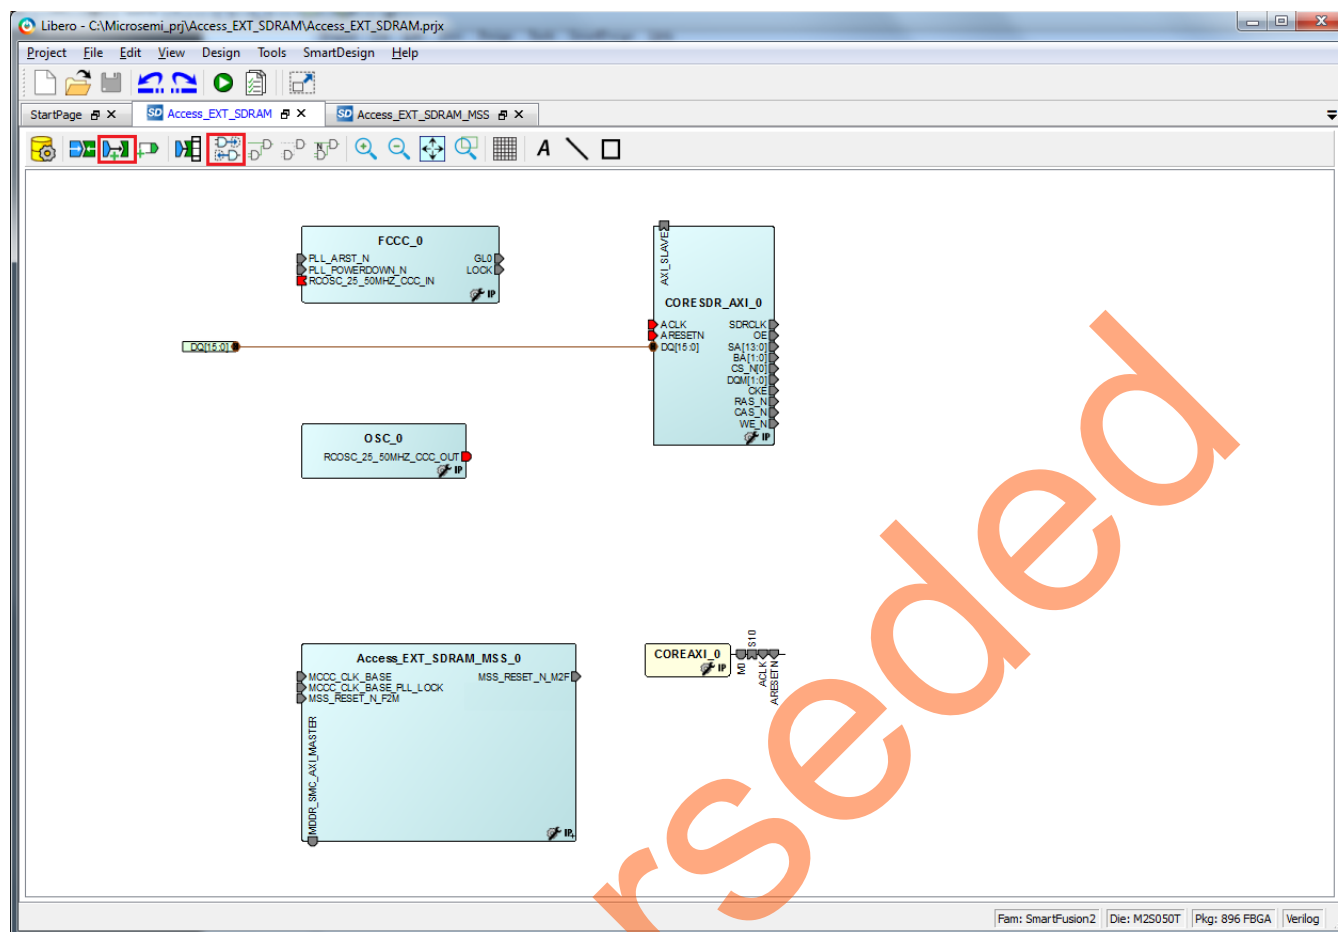 Libero - C:\Microsemi_prj\Access_EXT_SDRAM\Access_EXT_SDRAM.prjx
Project File Edit View Design Tools SmartDesign Help
StartPage
SD Access_EXT_SDRAM
SD Access_EXT_SDRAM_MSS
A
FCCC_0
PLL_ARST_N
PLL_POWERDOWN_N
RCOSC_25_50MHZ_CCC_IN
GL0
LOCK
IP
AXI_SLAVE
CORESDR_AXI_0
ACLK
ARESETN
DQ[15:0]
SDRCLK
OE
SA[13:0]
BA[1:0]
CS_N[0]
DQM[1:0]
CKE
RAS_N
CAS_N
WE_N
IP
DQ[15:0]
OSC_0
RCOSC_25_50MHZ_CCC_OUT
IP
Access_EXT_SDRAM_MSS_0
MCCC_CLK_BASE
MCCC_CLK_BASE_PLL_LOCK
MSS_RESET_N_F2M
MSS_RESET_N_M2F
MDDR_SMC_AXI_MASTER
IP+
COREAXI_0
IP
M0
S10
ACLK
ARESETN
rseded
Fam: SmartFusion2 Die: M2S050T Pkg: 896 FBGA Verilog